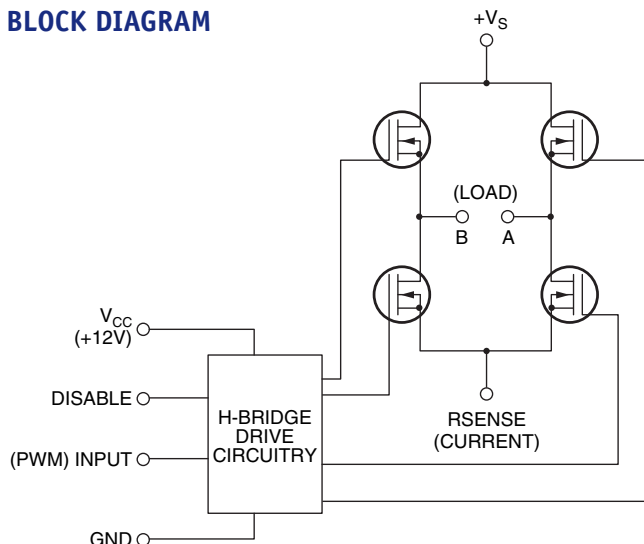 BLOCK DIAGRAM
+VS
(LOAD)
B A
VCC
(+12V)
DISABLE
(PWM) INPUT
H-BRIDGE
DRIVE
CIRCUITRY
RSENSE
(CURRENT)
GND